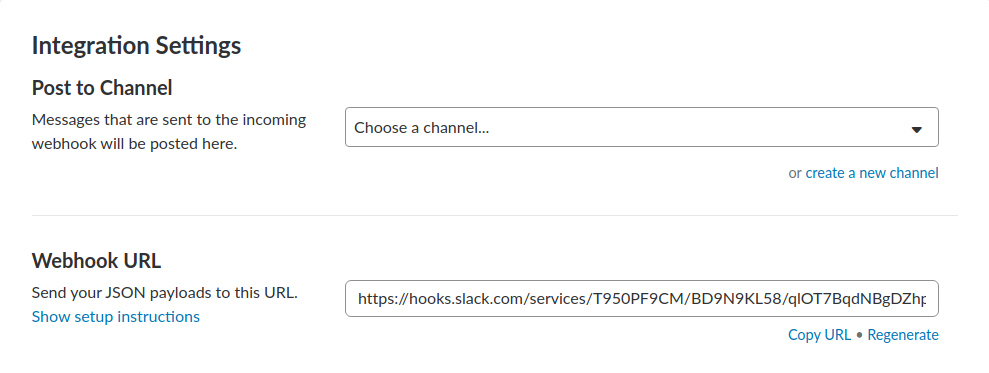 Integration Settings
Post to Channel
Messages that are sent to the incoming
webhook will be posted here.
Choose a channel...
or create a new channel
Webhook URL
Send your JSON payloads to this URL.
Show setup instructions
https://hooks.slack.com/services/T950PF9CM/BD9N9KL58/
Copy URL • Regenerate